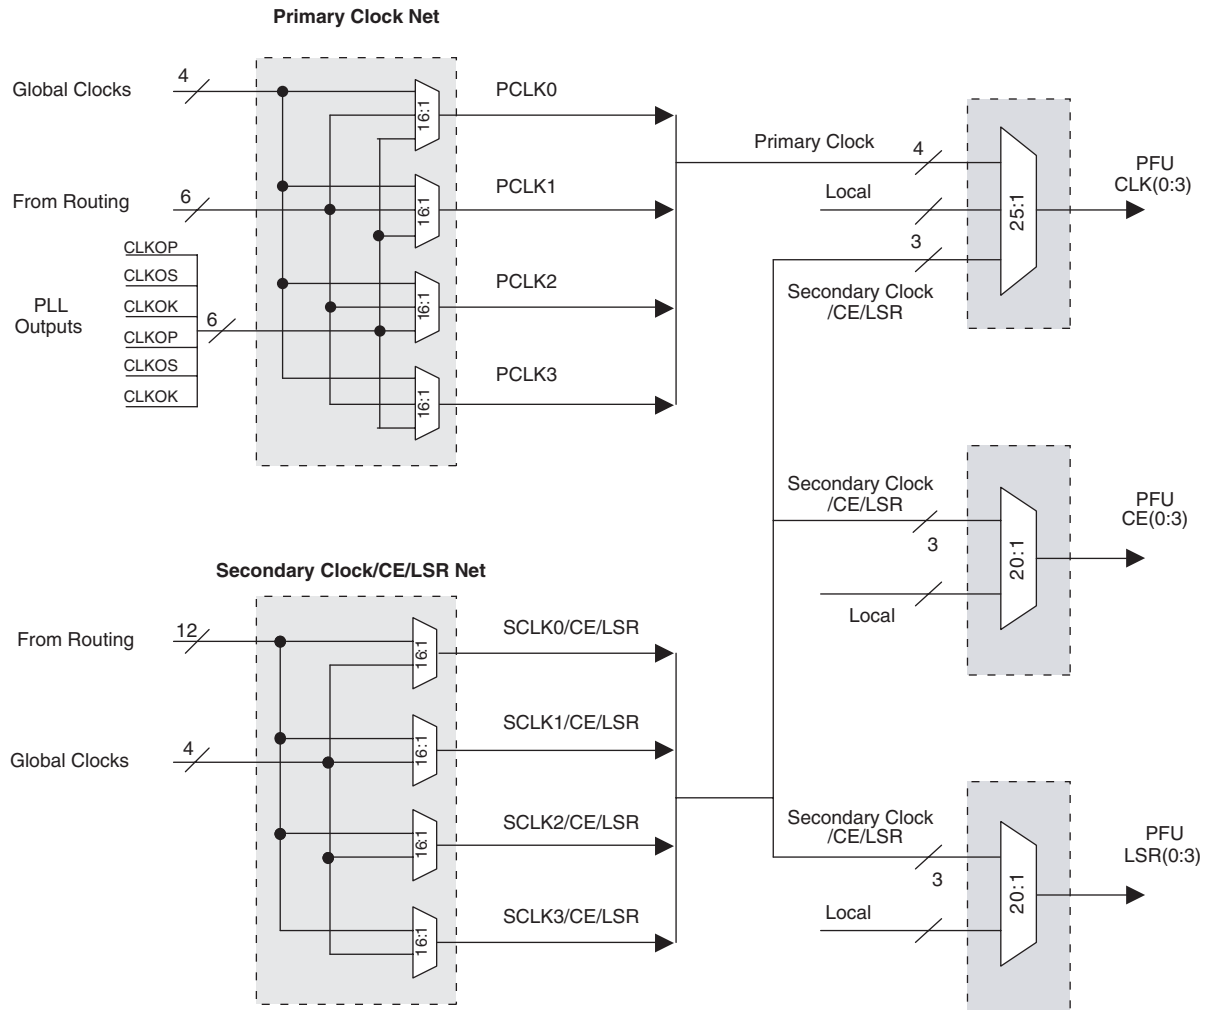 Primary Clock Net
Global Clocks
4
16:1
PCLK0
From Routing
6
16:1
PCLK1
PLL
Outputs
CLKOP
CLKOS
CLKOK
CLKOP
CLKOS
CLKOK
6
16:1
PCLK2
16:1
PCLK3
Primary Clock
4
Local
3
Secondary Clock
/CE/LSR
25:1
PFU
CLK(0:3)
Secondary Clock
/CE/LSR
3
Local
20:1
PFU
CE(0:3)
Secondary Clock/CE/LSR Net
From Routing
12
16:1
SCLK0/CE/LSR
Global Clocks
4
16:1
SCLK1/CE/LSR
16:1
SCLK2/CE/LSR
16:1
SCLK3/CE/LSR
Secondary Clock
/CE/LSR
3
Local
20:1
PFU
LSR(0:3)